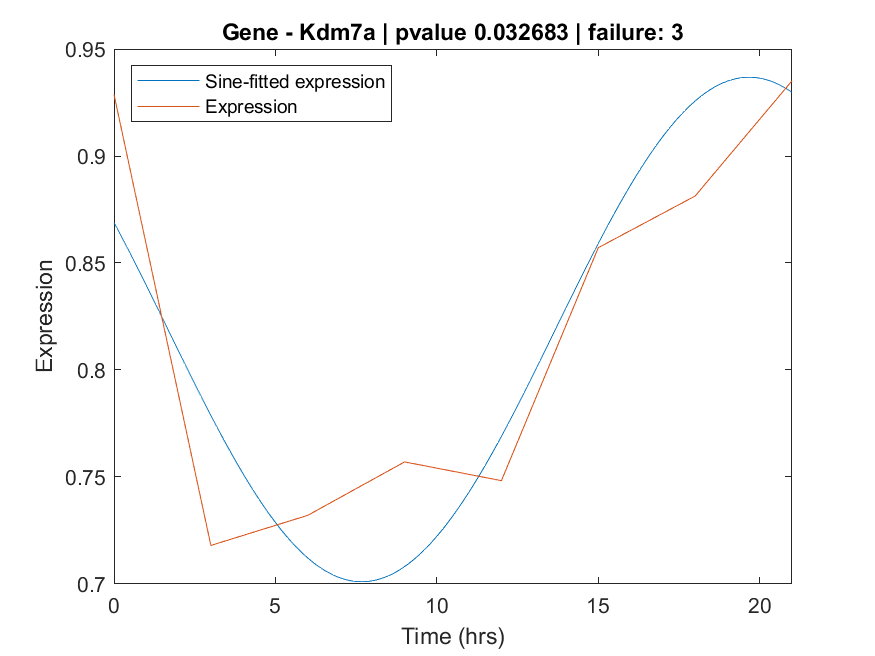 Gene - Kdm7a | pvalue 0.032683 | failure: 3
0.95
Sine-fitted expression
Expression
0.9
0.85
0.8
0.75
0.7
Expression
0 5 10 15 20
Time (hrs)